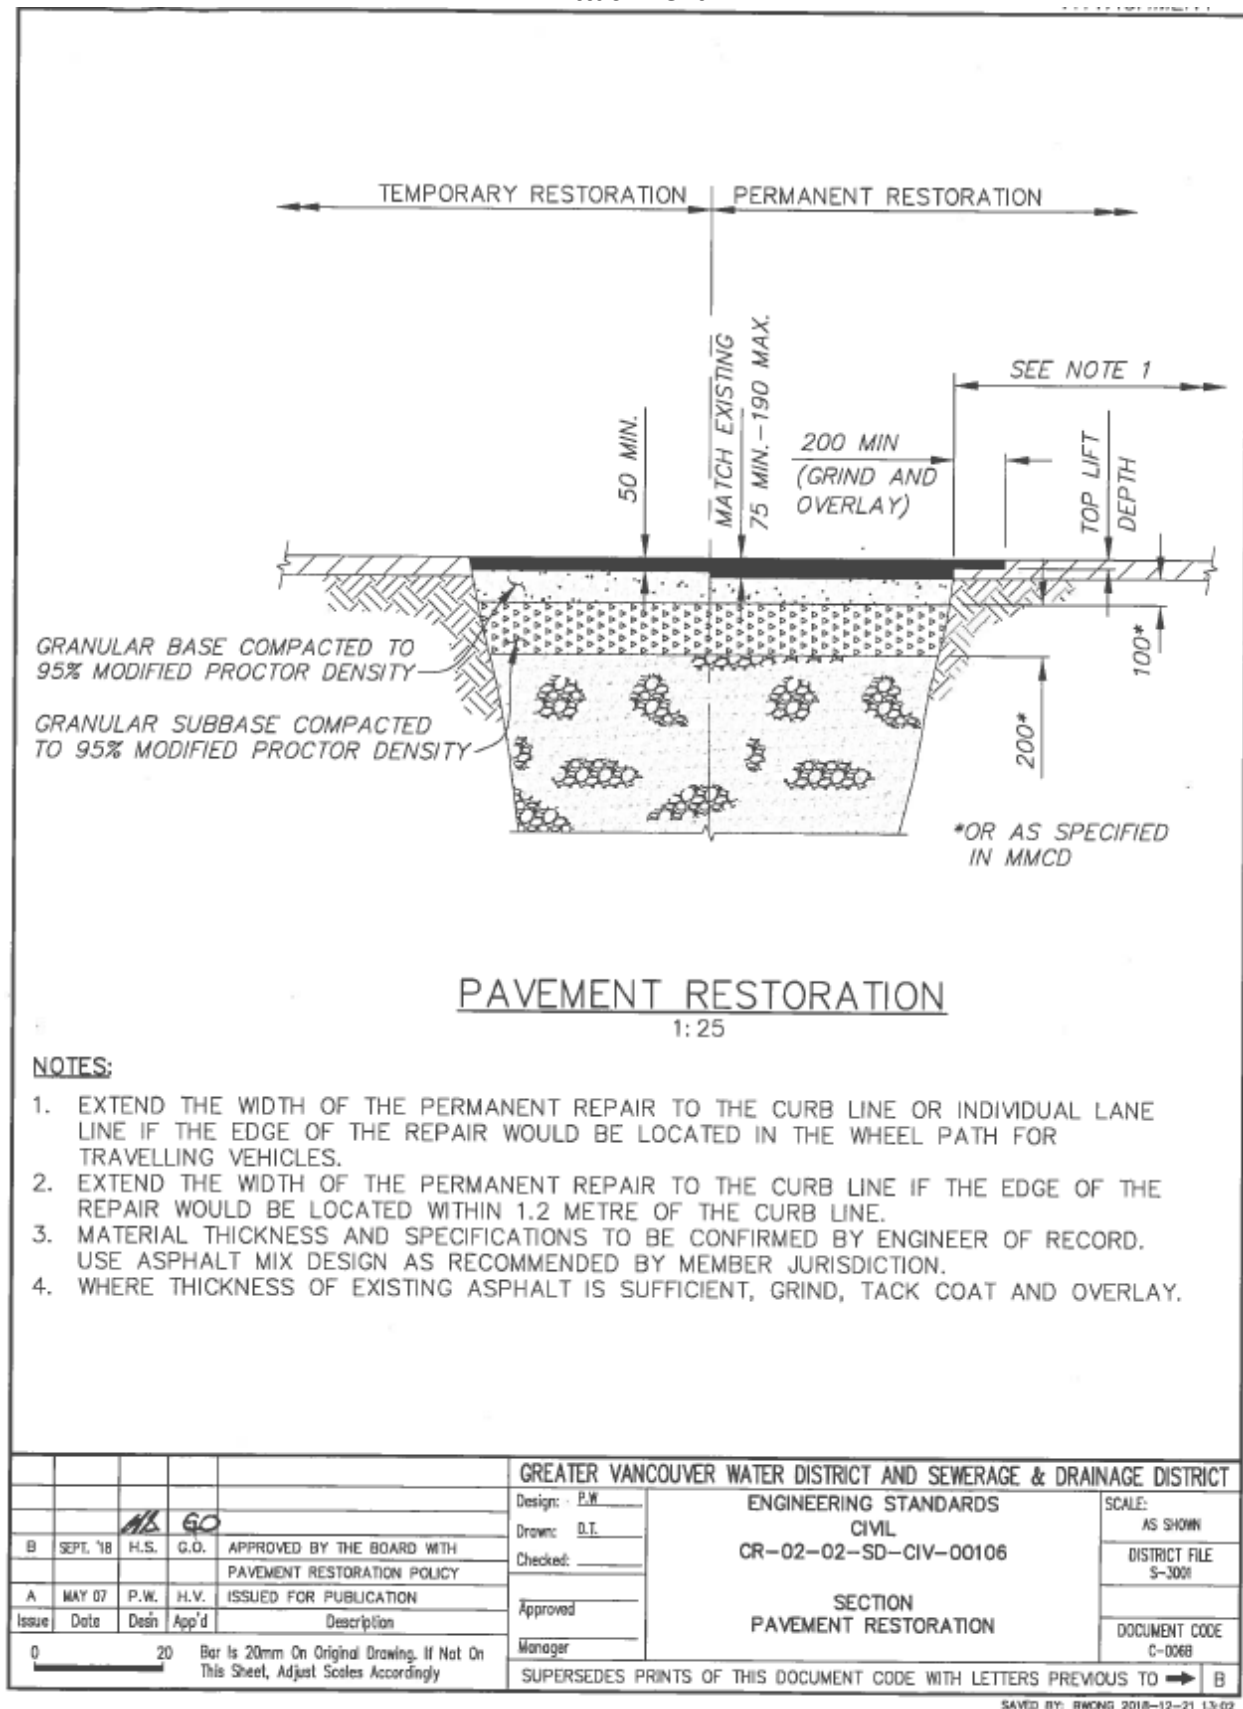 TEMPORARY RESTORATION
PERMANENT RESTORATION
MATCH EXISTING
75 MIN.-190 MAX.
SEE NOTE 1
50 MIN.
200 MIN
(GRIND AND
OVERLAY)
TOP LIFT
DEPTH
GRANULAR BASE COMPACTED TO
95% MODIFIED PROCTOR DENSITY
100*
GRANULAR SUBBASE COMPACTED
TO 95% MODIFIED PROCTOR DENSITY
200*
*OR AS SPECIFIED
IN MMCD
PAVEMENT RESTORATION
1:25
NOTES:
1. EXTEND THE WIDTH OF THE PERMANENT REPAIR TO THE CURB LINE OR INDIVIDUAL LANE
LINE IF THE EDGE OF THE REPAIR WOULD BE LOCATED IN THE WHEEL PATH FOR
TRAVELLING VEHICLES.
2. EXTEND THE WIDTH OF THE PERMANENT REPAIR TO THE CURB LINE IF THE EDGE OF THE
REPAIR WOULD BE LOCATED WITHIN 1.2 METRE OF THE CURB LINE.
3. MATERIAL THICKNESS AND SPECIFICATIONS TO BE CONFIRMED BY ENGINEER OF RECORD.
USE ASPHALT MIX DESIGN AS RECOMMENDED BY MEMBER JURISDICTION.
4. WHERE THICKNESS OF EXISTING ASPHALT IS SUFFICIENT, GRIND, TACK COAT AND OVERLAY.
GO
B SEPT. '18 H.S. G.O. APPROVED BY THE BOARD WITH
PAVEMENT RESTORATION POLICY
A MAY 07 P.W. H.V. ISSUED FOR PUBLICATION
Issue Date Desn App'd Description
0 20 Bar Is 20mm On Original Drawing. If Not On
This Sheet, Adjust Scales Accordingly
GREATER VANCOUVER WATER DISTRICT AND SEWERAGE & DRAINAGE DISTRICT
Design: P.W
Drawn: D.T.
Checked:
Approved
Manager
ENGINEERING STANDARDS
CIVIL
CR-02-02-SD-CIV-00106
SECTION
PAVEMENT RESTORATION
SCALE:
AS SHOWN
DISTRICT FILE
S-3001
DOCUMENT CODE
C-006B
SUPERSEDES PRINTS OF THIS DOCUMENT CODE WITH LETTERS PREVIOUS TO B
SAVED BY: BWONG 2018-12-21 13:02